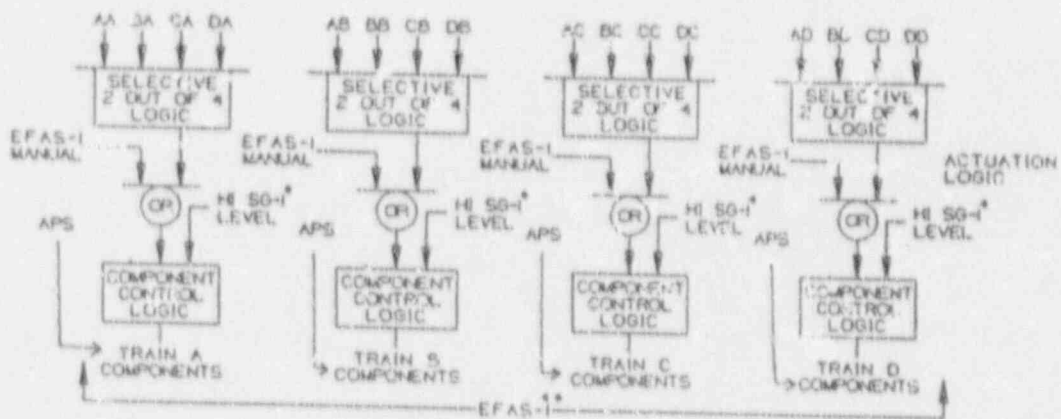 AA BA CA DA
AB BB CB DB
AC BC CC DC
AD BD CD DD
SELECTIVE
2 OUT OF 4
LOGIC
SELECTIVE
2 OUT OF 4
LOGIC
SELECTIVE
2 OUT OF 4
LOGIC
SELECTIVE
2 OUT OF 4
LOGIC
EFAS-1
MANUAL
EFAS-1
MANUAL
EFAS-1
MANUAL
EFAS-1
MANUAL
ACTUATION
LOGIC
OR
OR
OR
OR
HI SG-1*
LEVEL
HI SG-1*
LEVEL
HI SG-1*
LEVEL
HI SG-1*
LEVEL
APS
APS
APS
APS
COMPONENT
CONTROL
LOGIC
COMPONENT
CONTROL
LOGIC
COMPONENT
CONTROL
LOGIC
COMPONENT
CONTROL
LOGIC
TRAIN A
COMPONENTS
TRAIN B
COMPONENTS
TRAIN C
COMPONENTS
TRAIN D
COMPONENTS
EFAS-1**